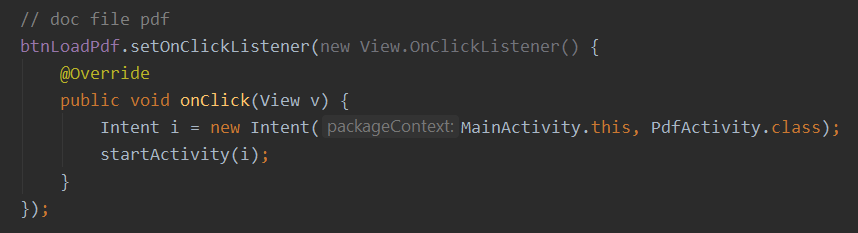 // doc file pdf
btnLoadPdf.setOnClickListener(new View.OnClickListener() {
@Override
public void onClick(View v) {
Intent i = new Intent( packageContext: MainActivity.this, PdfActivity.class);
startActivity(i);
}
});